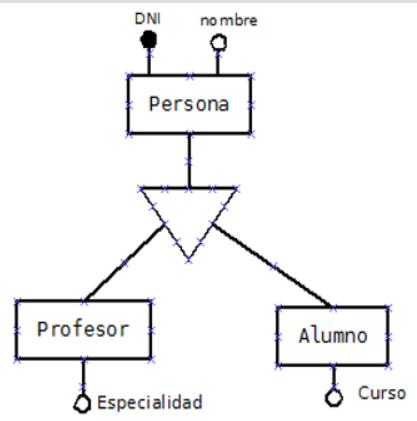 DNI
nombre
Persona
Profesor
Alumno
Especialidad
Curso